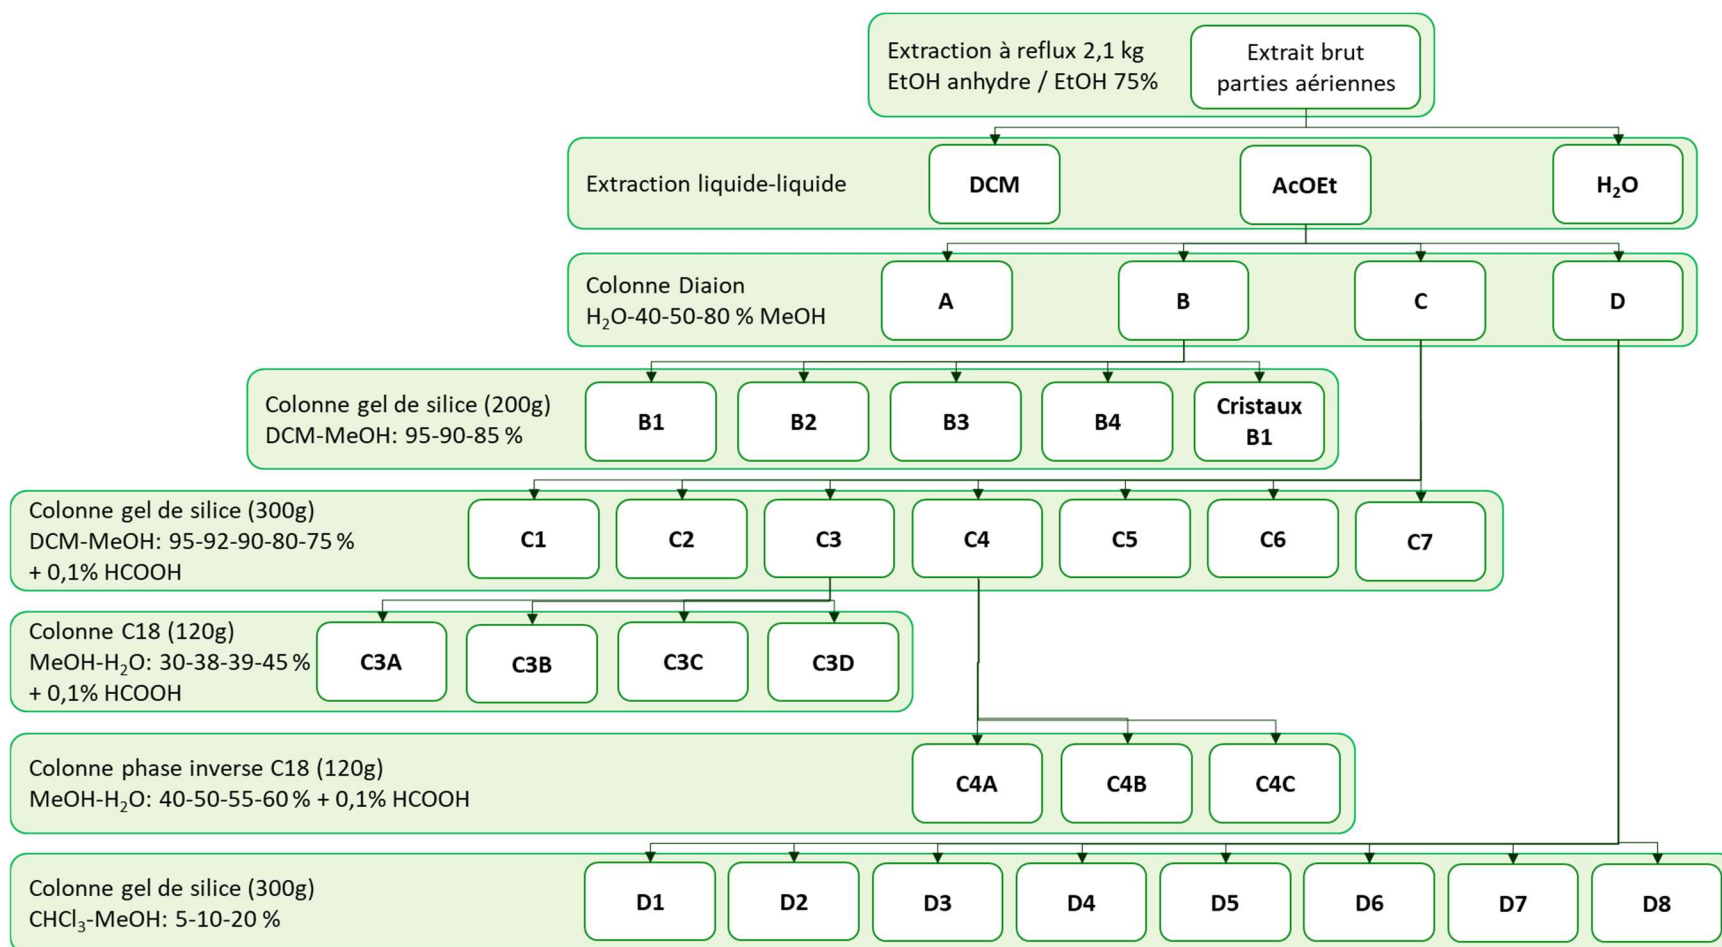 Extraction à reflux 2,1 kg
EtOH anhydre / EtOH 75%
Extrait brut
parties aériennes
Extraction liquide-liquide
DCM
AcOEt
H₂O
Colonne Diaion
H₂O-40-50-80 % MeOH
A
B
C
D
Colonne gel de silice (200g)
DCM-MeOH: 95-90-85 %
B1
B2
B3
B4
Cristaux
B1
Colonne gel de silice (300g)
DCM-MeOH: 95-92-90-80-75 %
+ 0,1% HCOOH
C1
C2
C3
C4
C5
C6
C7
Colonne C18 (120g)
MeOH-H₂O: 30-38-39-45 %
+ 0,1% HCOOH
C3A
C3B
C3C
C3D
Colonne phase inverse C18 (120g)
MeOH-H₂O: 40-50-55-60 % + 0,1% HCOOH
C4A
C4B
C4C
Colonne gel de silice (300g)
CHCl₃-MeOH: 5-10-20 %
D1
D2
D3
D4
D5
D6
D7
D8